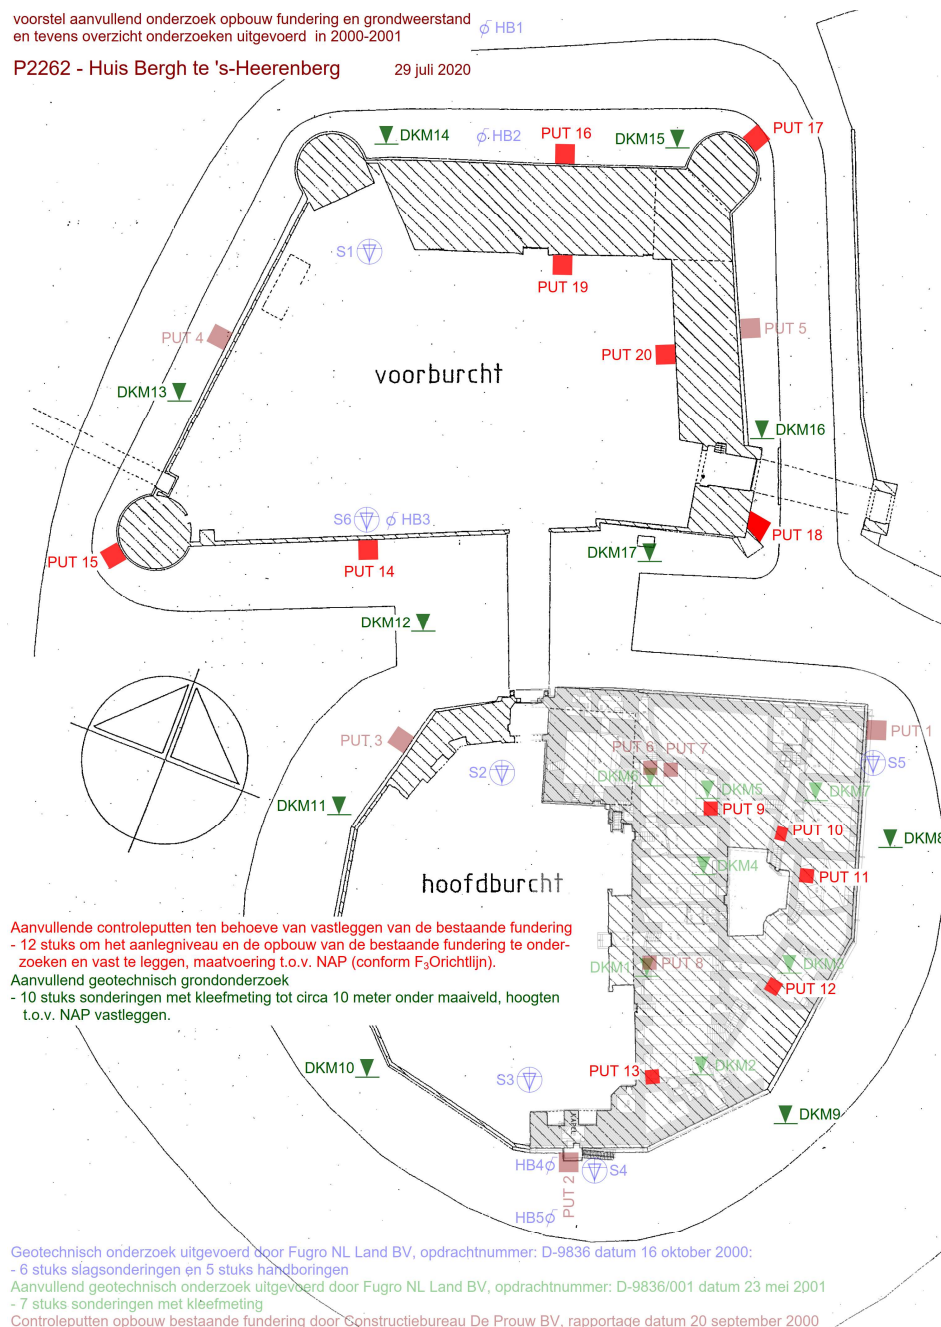 voorstel aanvullend onderzoek opbouw fundering en grondweerstand
en tevens overzicht onderzoeken uitgevoerd in 2000-2001
HB1
P2262 - Huis Bergh te 's-Heerenberg 29 juli 2020
DKM14
HB2
PUT 16
DKM15
PUT 17
S1
PUT 19
PUT 4
PUT 5
PUT 20
voorburcht
DKM13
DKM16
S6
HB3
PUT 18
PUT 15
PUT 14
DKM17
DKM12
PUT 3
PUT 1
PUT 6
PUT 7
S2
S5
DKM6
DKM5
DKM7
DKM11
PUT 9
PUT 10
DKM8
DKM4
PUT 11
hoofdburcht
Aanvullende controleputten ten behoeve van vastleggen van de bestaande fundering
- 12 stuks om het aanlegniveau en de opbouw van de bestaande fundering te onder-
zoeken en vast te leggen, maatvoering t.o.v. NAP (conform F₃Orichtlijn).
Aanvullend geotechnisch grondonderzoek
- 10 stuks sonderingen met kleefmeting tot circa 10 meter onder maaiveld, hoogten
t.o.v. NAP vastleggen.
DKM1
PUT 8
DKM3
PUT 12
DKM10
S3
PUT 13
DKM2
DKM9
KAPEL
HB4
S4
PUT 2
HB5
Geotechnisch onderzoek uitgevoerd door Fugro NL Land BV, opdrachtnummer: D-9836 datum 16 oktober 2000:
- 6 stuks slagsonderingen en 5 stuks handboringen
Aanvullend geotechnisch onderzoek uitgevoerd door Fugro NL Land BV, opdrachtnummer: D-9836/001 datum 23 mei 2001
- 7 stuks sonderingen met kleefmeting
Controleputten opbouw bestaande fundering door Constructiebureau De Prouw BV, rapportage datum 20 september 2000